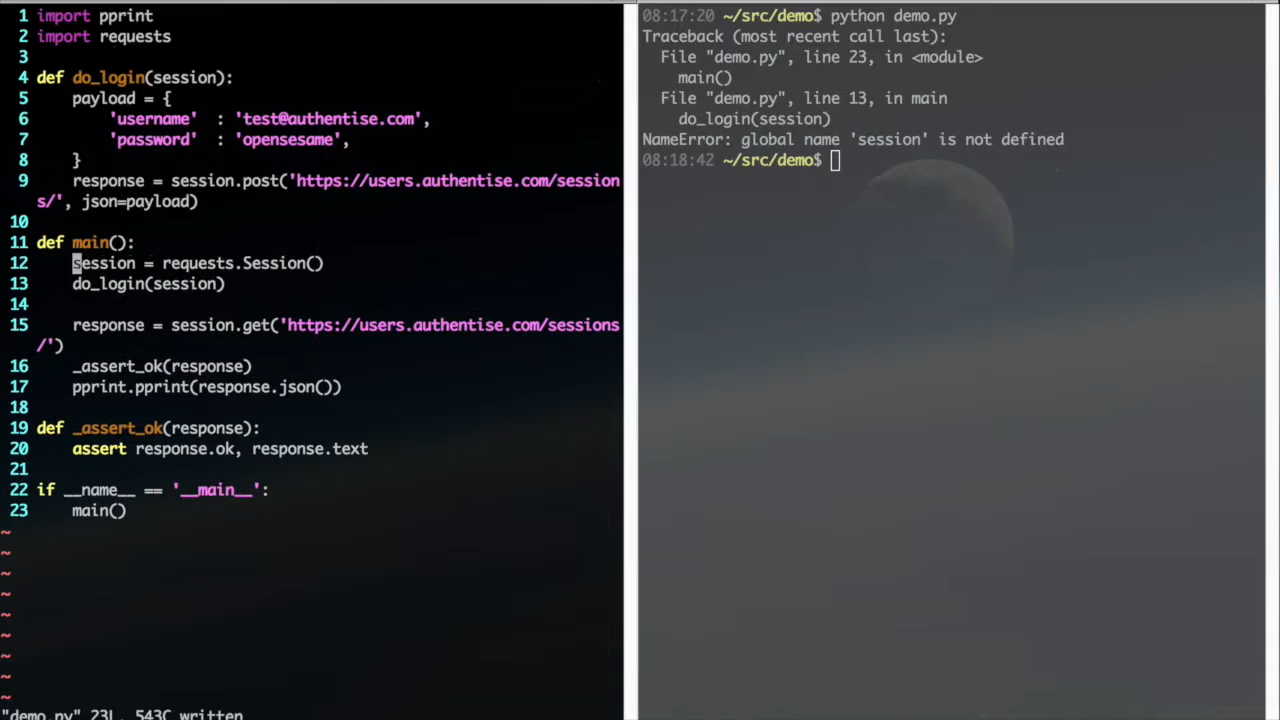 1 import pprint
2 import requests
3
4 def do_login(session):
5 payload = {
6 'username' : 'test@authentise.com',
7 'password' : 'opensesame',
8 }
9 response = session.post('https://users.authentise.com/session
s/', json=payload)
10
11 def main():
12 session = requests.Session()
13 do_login(session)
14
15 response = session.get('https://users.authentise.com/sessions
/')
16 _assert_ok(response)
17 pprint.pprint(response.json())
18
19 def _assert_ok(response):
20 assert response.ok, response.text
21
22 if __name__ == '__main__':
23 main()
~
~
~
~
~
~
~
~
~
"demo.py" 23L, 543C written
08:17:20 ~/src/demo$ python demo.py
Traceback (most recent call last):
File "demo.py", line 23, in <module>
main()
File "demo.py", line 13, in main
do_login(session)
NameError: global name 'session' is not defined
08:18:42 ~/src/demo$